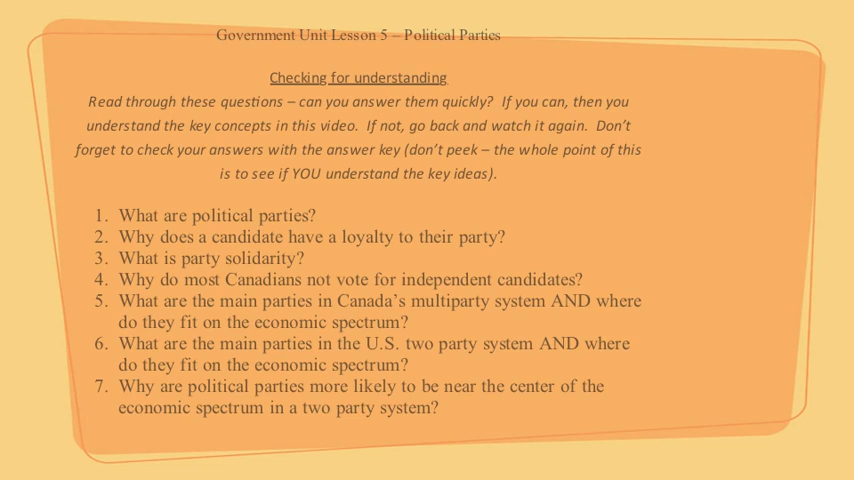 Government Unit Lesson 5 – Political Parties
Checking for understanding
Read through these questions – can you answer them quickly?  If you can, then you
understand the key concepts in this video.  If not, go back and watch it again.  Don't
forget to check your answers with the answer key (don't peek – the whole point of this
is to see if YOU understand the key ideas).
1. What are political parties?
2. Why does a candidate have a loyalty to their party?
3. What is party solidarity?
4. Why do most Canadians not vote for independent candidates?
5. What are the main parties in Canada's multiparty system AND where
do they fit on the economic spectrum?
6. What are the main parties in the U.S. two party system AND where
do they fit on the economic spectrum?
7. Why are political parties more likely to be near the center of the
economic spectrum in a two party system?